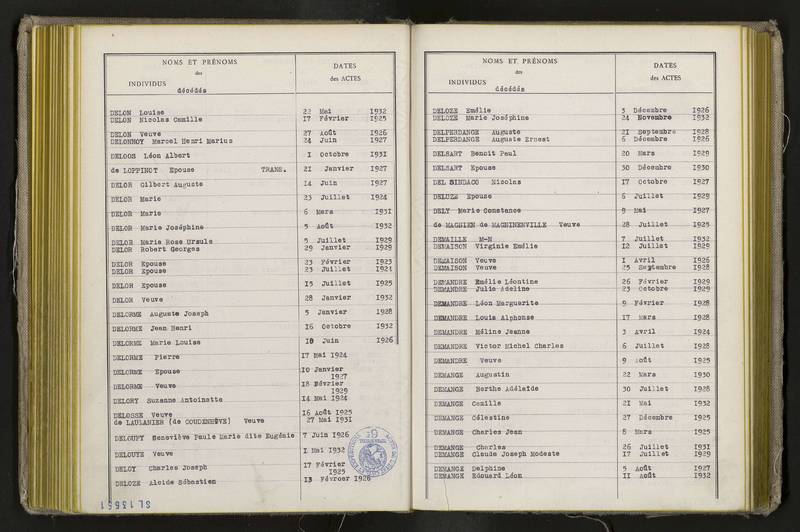 NOMS ET PRÉNOMS
des
INDIVIDUS
décédés
DATES
des ACTES
DELON Louise 22 Mai 1932
DELON Nicolas Camille 17 Février 1925
DELON Veuve 27 Août 1926
DELONMOY Marcel Henri Marius 24 Juin 1927
DELOOS Léon Albert 1 Octobre 1931
de LOPPINOT Epouse TRANS. 21 Janvier 1927
DELOR Gilbert Auguste 14 Juin 1927
DELOR Marie 23 Juillet 1924
DELOR Marie 6 Mars 1931
DELOR Marie Joséphine 5 Août 1932
DELOR Marie Rose Ursule 5 Juillet 1929
DELOR Robert Georges 29 Janvier 1929
DELOR Epouse 23 Février 1923
DELOR Epouse 23 Juillet
DELOR Epouse 15 Juillet 1925
DELOR Veuve 28 Janvier 1932
DELORME Auguste Joseph 5 Janvier 1928
DELORME Jean Henri 16 Octobre 1932
DELORME Marie Louise Juin 1926
DELORME Pierre 17 Mai 1924
DELORME Epouse 10 Janvier
1927
DELORME Veuve 18 Février
1929
DELORY Suzanne Antoinette 14 Mai 1924
DELOSSE Veuve 16 Août 1925
de LAURANIER (de COUDENHOVE) Veuve 27 Mai 1931
DELOUPY Geneviève Paule Marie dite Eugénie 7 Juin 1926
DELOUYE Veuve 1 Mai 1932
DELOY Charles Joseph 17 Février
1925
DELOZE Alcide Sébastien 13 Février 1926
SL 13551
NOMS ET PRÉNOMS
des
INDIVIDUS
décédés
DATES
des ACTES
DELOZE Emélie 3 Décembre 1926
DELOZE Marie Joséphine 24 Novembre 1932
DELPERDANGE Auguste 21 Septembre 1928
DELPERDANGE Auguste Ernest 6 Décembre 1926
DELSART Benoit Paul 20 Mars 1929
DELSART Epouse 30 Décembre 1930
DEL SINDACO Nicolas 17 Octobre 1927
DELUZE Epouse 6 Juillet 1929
DELY Marie Constance 9 Mai 1927
de MAGNIEN de MAGNIENVILLE Veuve 28 Juillet 1925
DEMAILLE M-N 7 Juillet 1932
DEMAISON Virginie Emélie 12 Juillet 1929
DEMAISON Veuve 1 Avril 1926
DEMAISON Veuve 25 Septembre 1928
DEMANDRE Emélie Léontine 26 Février 1929
DEMANDRE Julie Adeline 23 Octobre 1929
DEMANDRE Léon Marguerite 9 Février 1928
DEMANDRE Louis Alphonse 17 Mars 1928
DEMANDRE Méline Jeanne 3 Avril 1924
DEMANDRE Victor Michel Charles 6 Juillet 1928
DEMANDRE Veuve 9 Août 1925
DEMANGE Augustin 22 Mars 1930
DEMANGE Berthe Adélaïde 30 Juillet 1928
DEMANGE Camille 21 Mai 1932
DEMANGE Célestine 27 Décembre 1925
DEMANGE Charles Jean 8 Mars 1925
DEMANGE Charles 26 Juillet 1931
DEMANGE Claude Joseph Modeste 17 Juillet 1929
DEMANGE Delphine 5 Août 1927
DEMANGE Edouard Léon 11 Août 1932